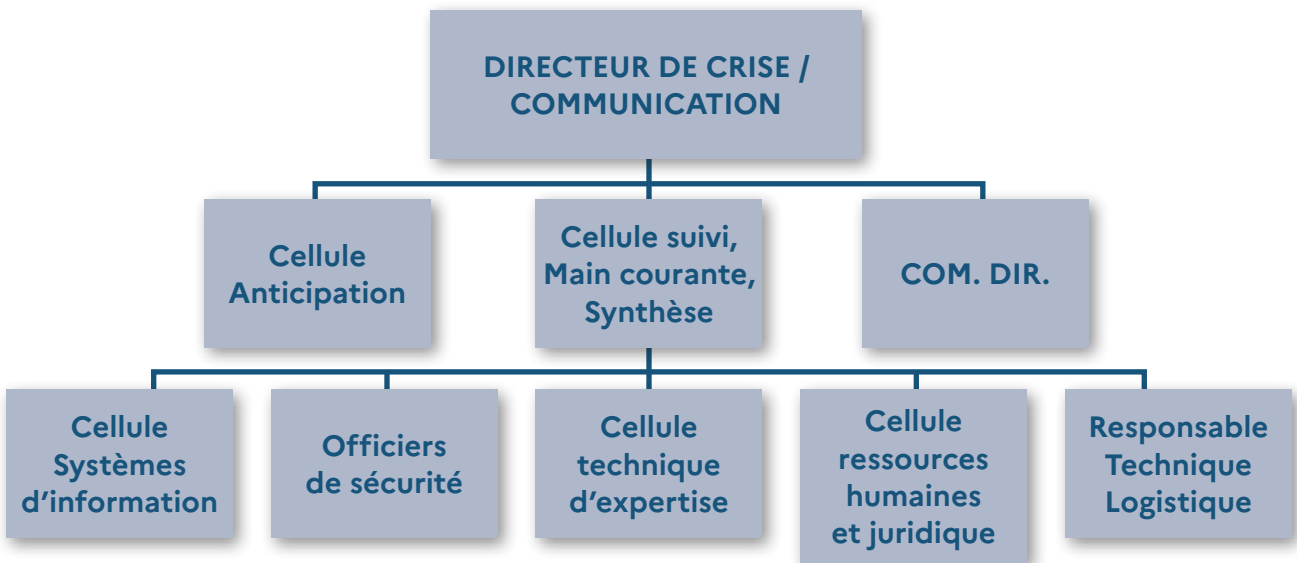 DIRECTEUR DE CRISE /
COMMUNICATION
Cellule
Anticipation
Cellule suivi,
Main courante,
Synthèse
COM. DIR.
Cellule
Systèmes
d’information
Officiers
de sécurité
Cellule
technique
d’expertise
Cellule
ressources
humaines
et juridique
Responsable
Technique
Logistique